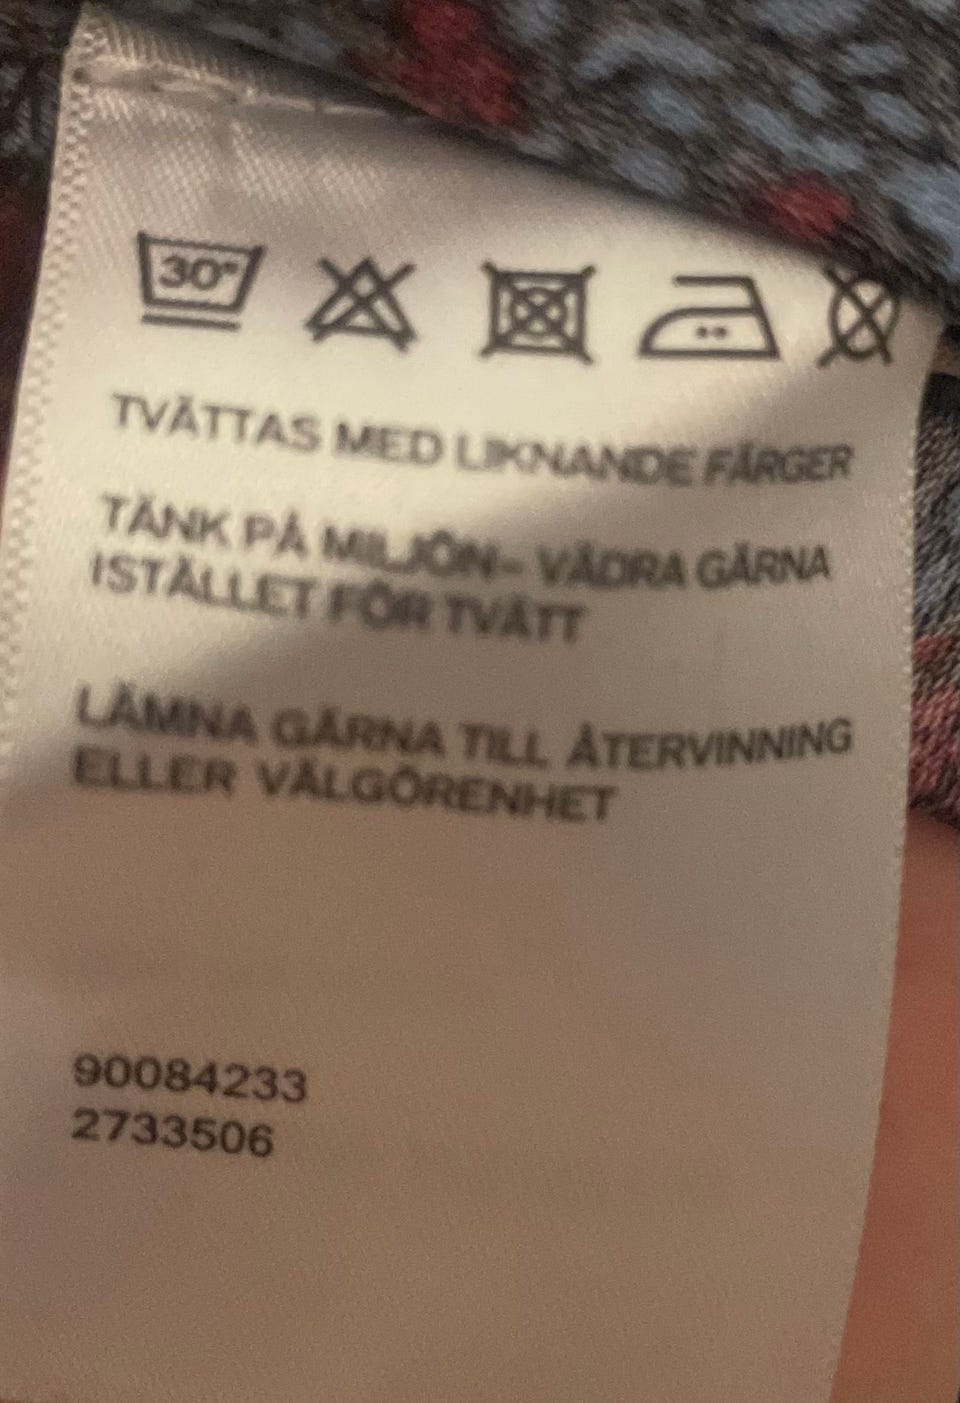 30°
TVÄTTAS MED LIKNANDE FÄRGER
TÄNK PÅ MILJÖN– VÄDRA GÄRNA
ISTÄLLET FÖR TVÄTT
LÄMNA GÄRNA TILL ÅTERVINNING
ELLER VÄLGÖRENHET
90084233
2733506